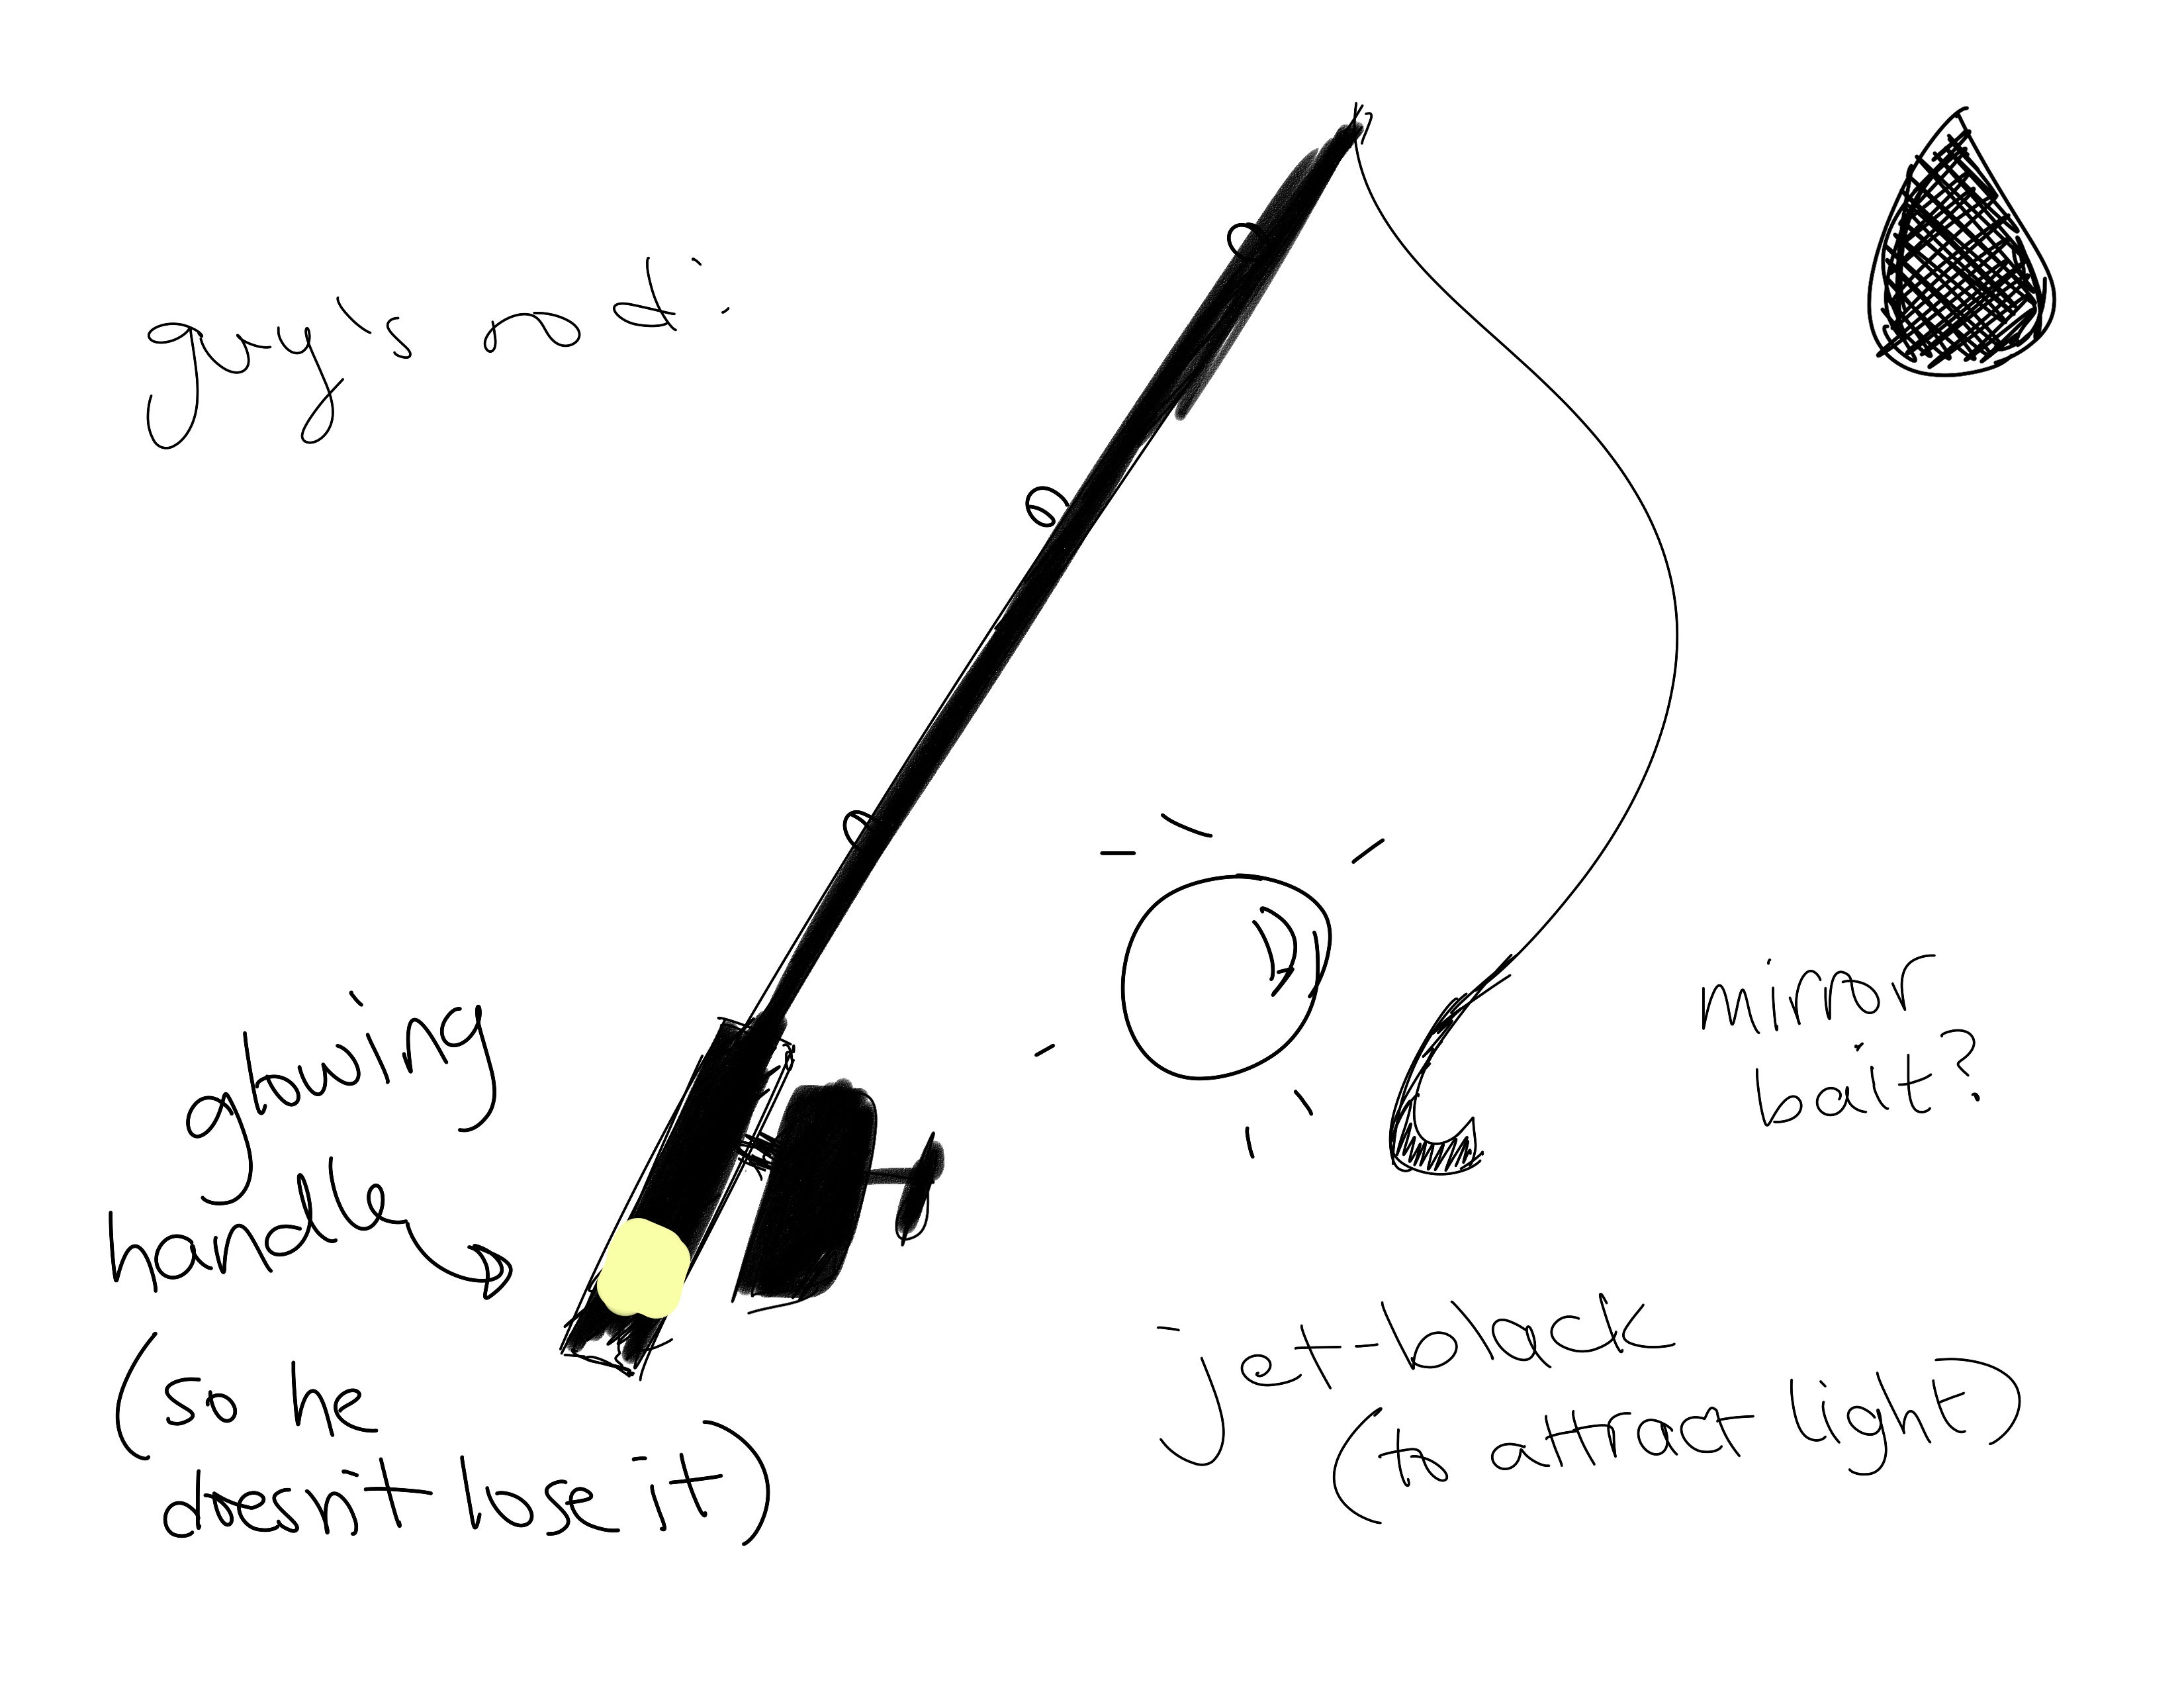 guy's rod:
mirror
bait?
glowing
handle
(so he
doesn't lose it)
jet-black
(to attract light)